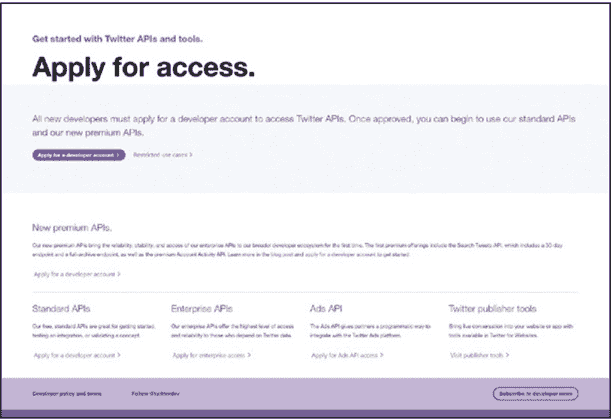 Get started with Twitter APIs and tools.
Apply for access.
All new developers must apply for a developer account to access Twitter APIs. Once approved, you can begin to use our standard APIs
and our new premium APIs.
Apply for a developer account › Restricted use cases ›
New premium APIs.
Our new premium APIs bring the reliability, stability, and access of our enterprise APIs to our broader developer ecosystem for the first time. The first premium offerings include the Search Tweets API, which includes a 30-day
endpoint and a full-archive endpoint, as well as the premium Account Activity API. Learn more in the blog post and apply for a developer account to get started
Apply for a developer account ›
Standard APIs
Our free, standard APIs are great for getting started,
testing an integration, or validating a concept.
Apply for a developer account ›
Enterprise APIs
Our enterprise APIs offer the highest level of access
and reliability to those who depend on Twitter data.
Apply for enterprise access ›
Ads API
The Ads API gives partners a programmatic way to
integrate with the Twitter Ads platform.
Apply for Ads API access ›
Twitter publisher tools
Bring live conversation into your website or app with
tools available in Twitter for Websites.
Visit publisher tools ›
Developer policy and terms Follow @twitterdev Subscribe to developer news